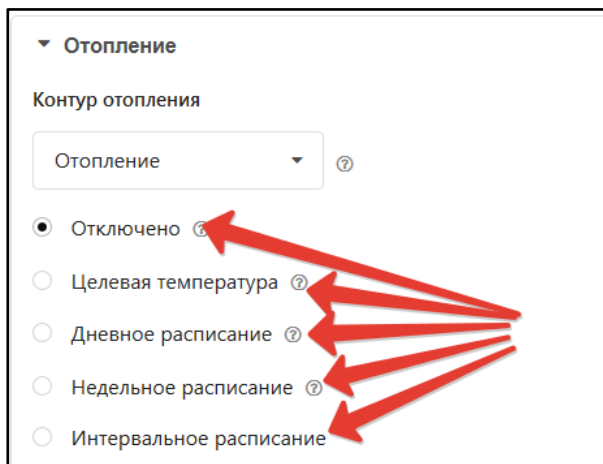 Отопление
Контур отопления
Отопление
Отключено
Целевая температура
Дневное расписание
Недельное расписание
Интервальное расписание